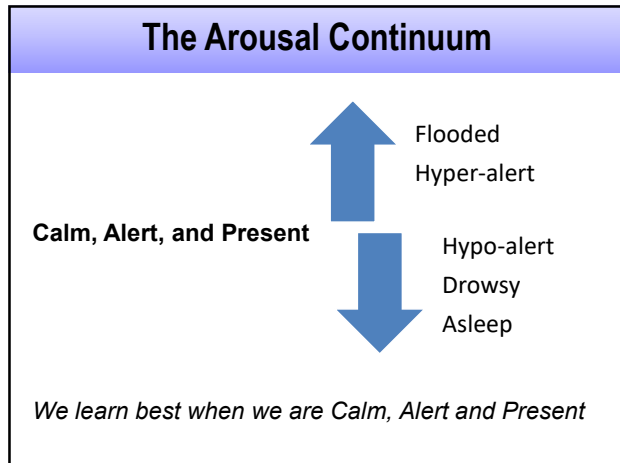 The Arousal Continuum
Flooded
Hyper-alert
Calm, Alert, and Present
Hypo-alert
Drowsy
Asleep
We learn best when we are Calm, Alert and Present